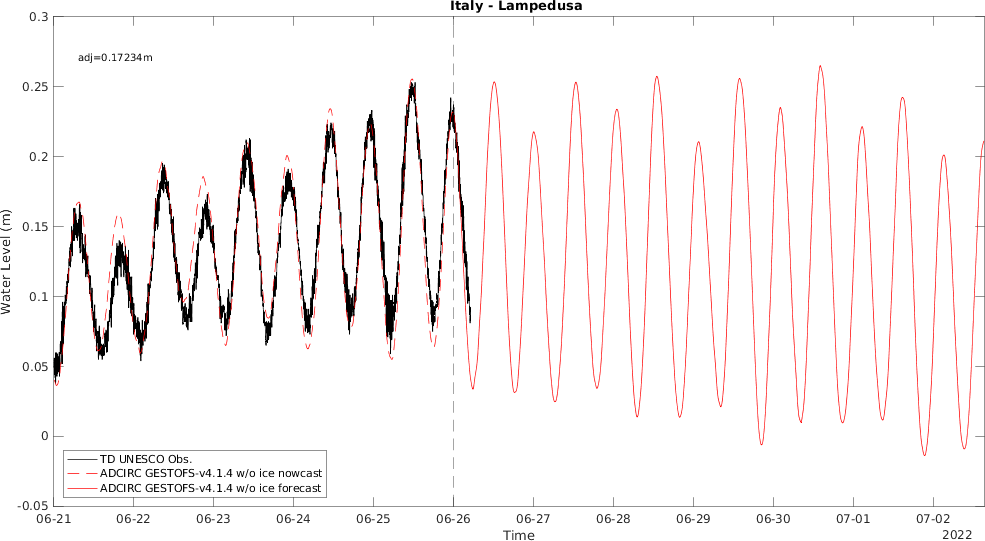 Italy - Lampedusa
adj=0.17234m
0.3
0.25
0.2
0.15
0.1
0.05
0
-0.05
Water Level (m)
TD UNESCO Obs.
ADCIRC GESTOFS-v4.1.4 w/o ice nowcast
ADCIRC GESTOFS-v4.1.4 w/o ice forecast
06-21 06-22 06-23 06-24 06-25 06-26 06-27 06-28 06-29 06-30 07-01 07-02
Time
2022